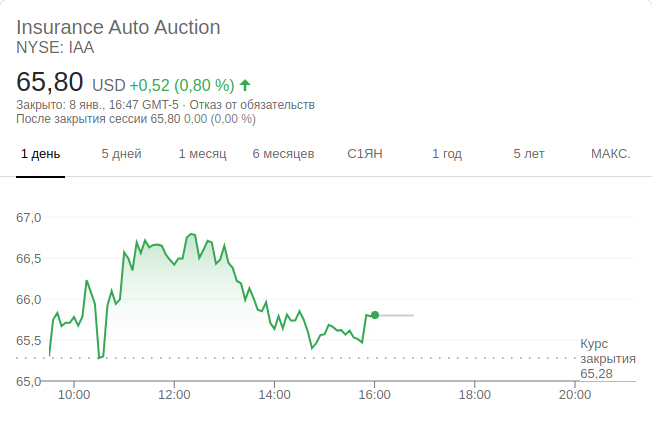 Insurance Auto Auction
NYSE: IAA
65,80 USD +0,52 (0,80 %)
Закрыто: 8 янв., 16:47 GMT-5 · Отказ от обязательств
После закрытия сессии 65,80 0,00 (0,00 %)
1 день 5 дней 1 месяц 6 месяцев С1ЯН 1 год 5 лет МАКС.
67,0
66,5
66,0
65,5
65,0
Курс
закрытия
65,28
10:00 12:00 14:00 16:00 18:00 20:00